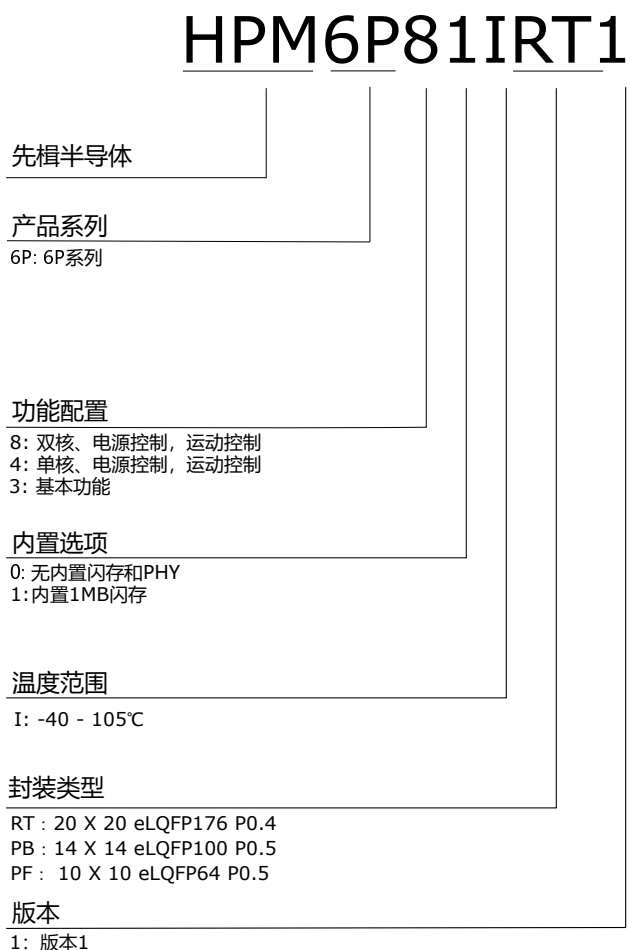 HPM6P81IRT1
先楫半导体
产品系列
6P: 6P系列
功能配置
8: 双核、电源控制，运动控制
4: 单核、电源控制，运动控制
3: 基本功能
内置选项
0: 无内置闪存和PHY
1:内置1MB闪存
温度范围
I: -40 - 105℃
封装类型
RT : 20 X 20 eLQFP176 P0.4
PB : 14 X 14 eLQFP100 P0.5
PF : 10 X 10 eLQFP64 P0.5
版本
1: 版本1